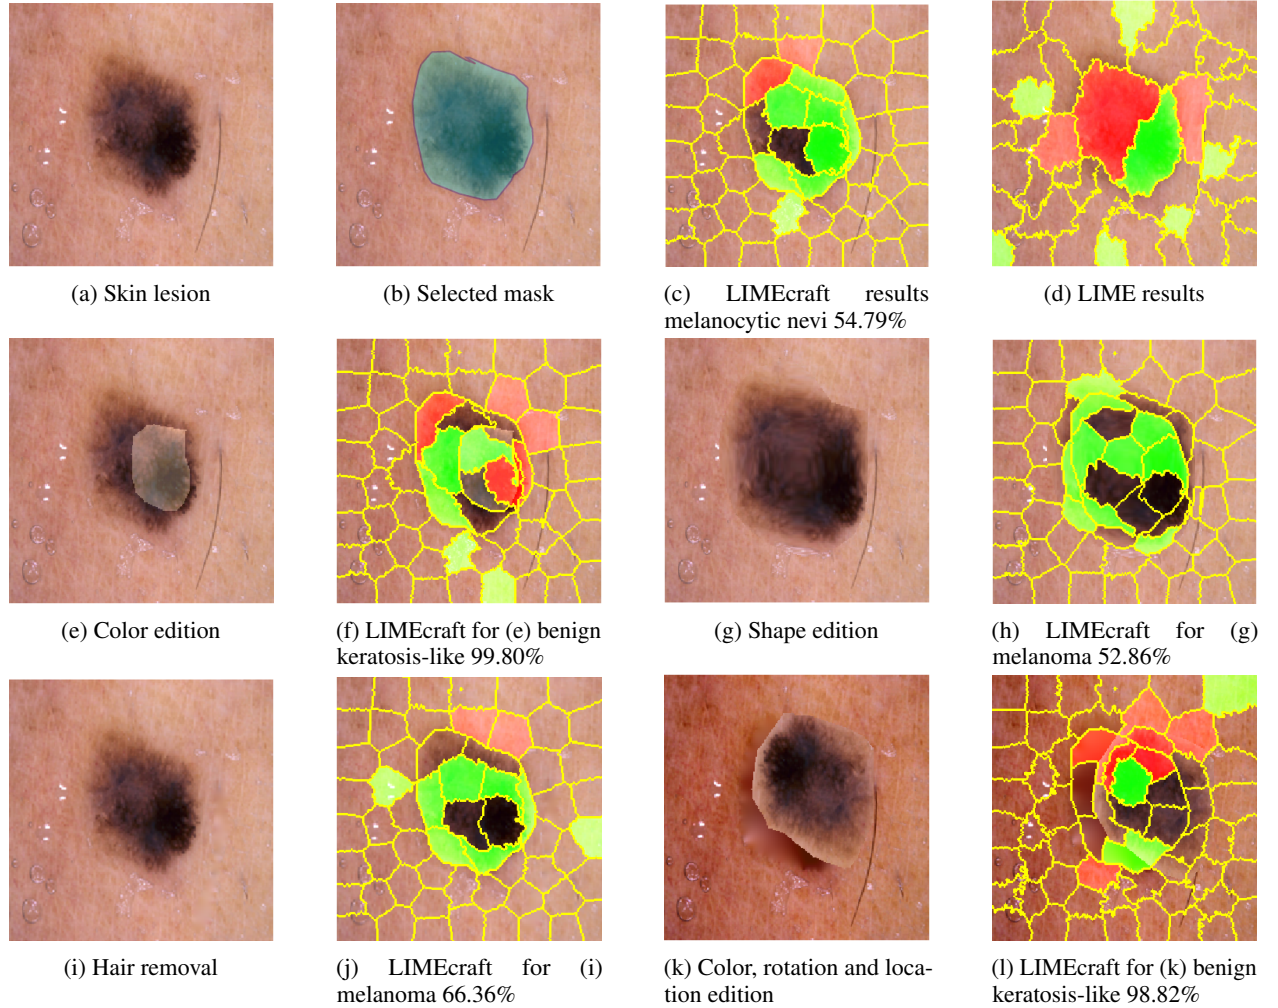 (a) Skin lesion
(b) Selected mask
(c) LIMEcraft results
melanocytic nevi 54.79%
(d) LIME results
(e) Color edition
(f) LIMEcraft for (e) benign
keratosis-like 99.80%
(g) Shape edition
(h) LIMEcraft for (g)
melanoma 52.86%
(i) Hair removal
(j) LIMEcraft for (i)
melanoma 66.36%
(k) Color, rotation and loca-
tion edition
(l) LIMEcraft for (k) benign
keratosis-like 98.82%